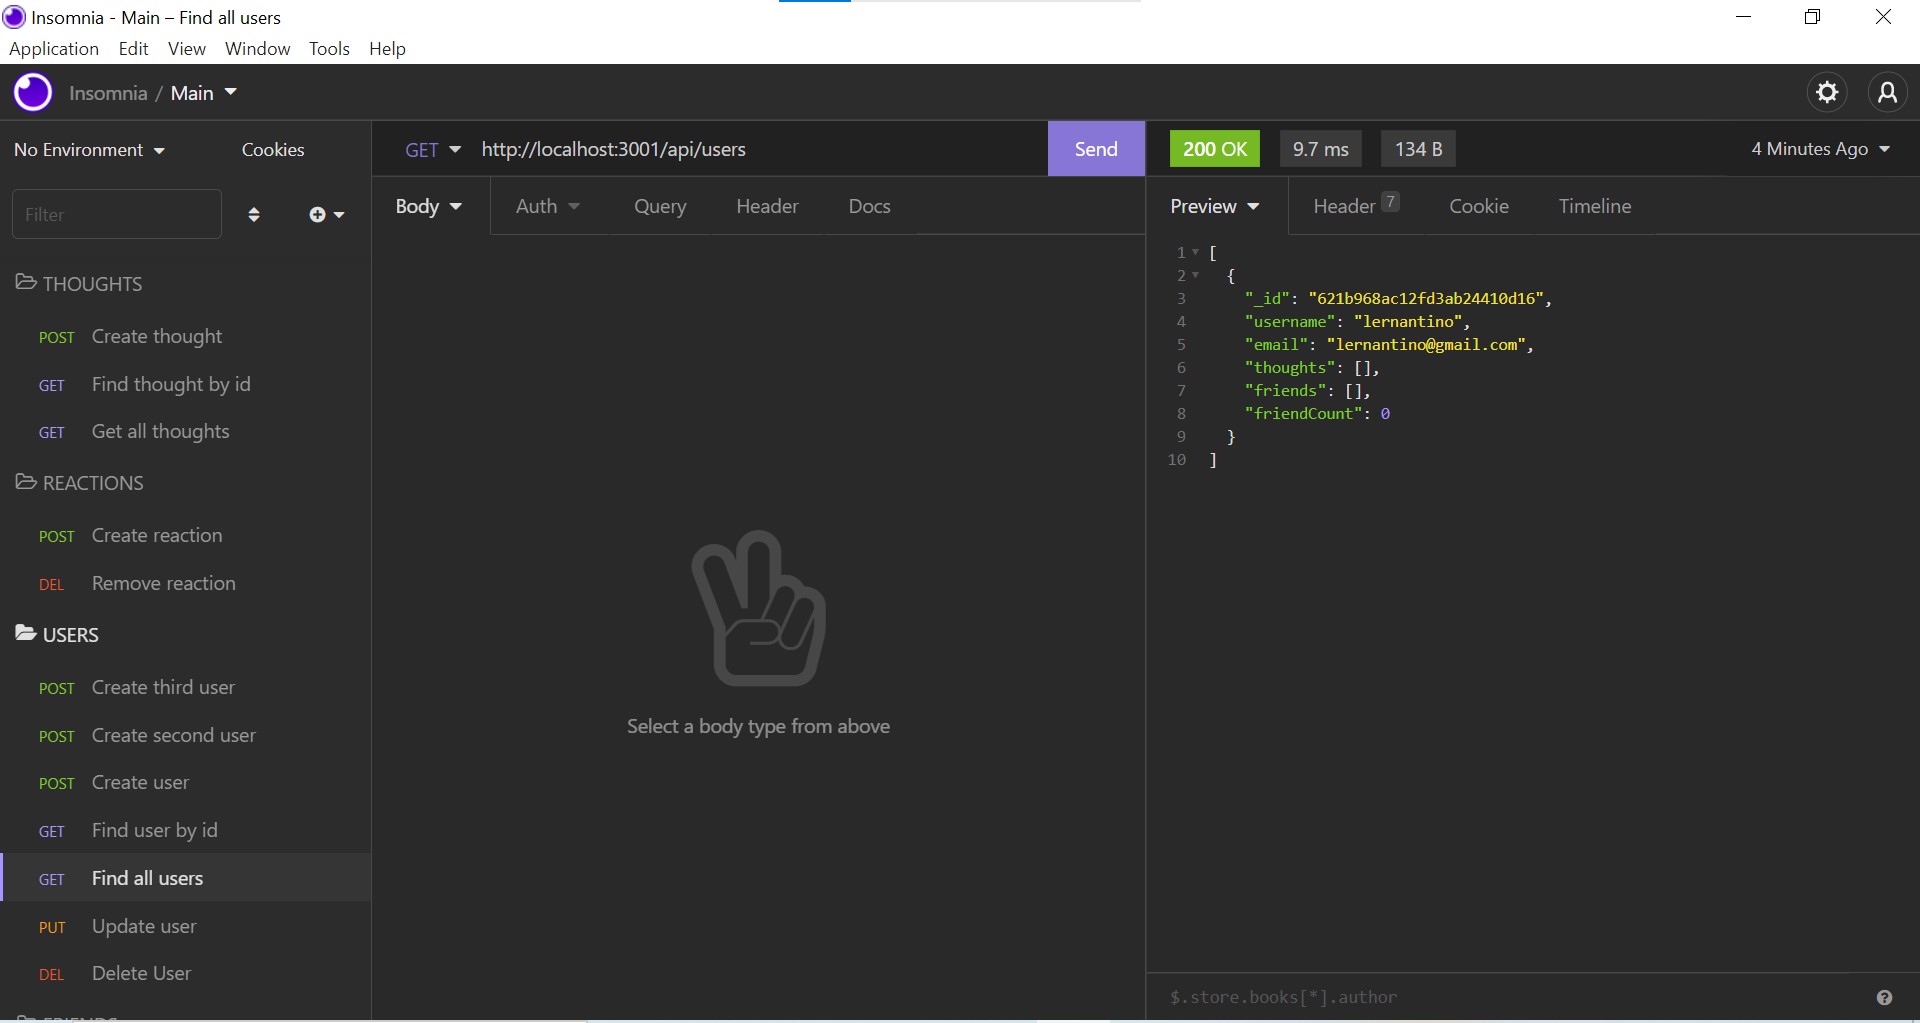 Insomnia - Main – Find all users
Application Edit View Window Tools Help
Insomnia / Main
No Environment Cookies
Filter
THOUGHTS
POST Create thought
GET Find thought by id
GET Get all thoughts
REACTIONS
POST Create reaction
DEL Remove reaction
USERS
POST Create third user
POST Create second user
POST Create user
GET Find user by id
GET Find all users
PUT Update user
DEL Delete User
GET http://localhost:3001/api/users Send
Body Auth Query Header Docs
Select a body type from above
200 OK 9.7 ms 134 B 4 Minutes Ago
Preview Header 7 Cookie Timeline
1 [
2 {
3 "_id": "621b968ac12fd3ab24410d16",
4 "username": "lernantino",
5 "email": "lernantino@gmail.com",
6 "thoughts": [],
7 "friends": [],
8 "friendCount": 0
9 }
10 ]
$.store.books[*].author